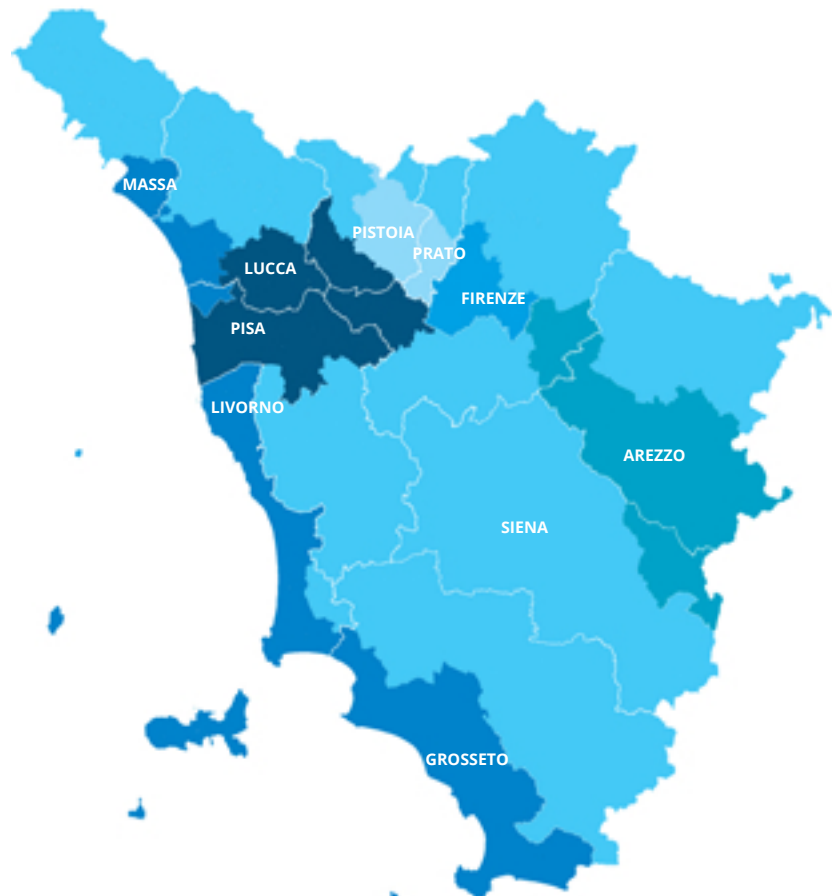 MASSA
PISTOIA
PRATO
LUCCA
FIRENZE
PISA
LIVORNO
AREZZO
SIENA
GROSSETO